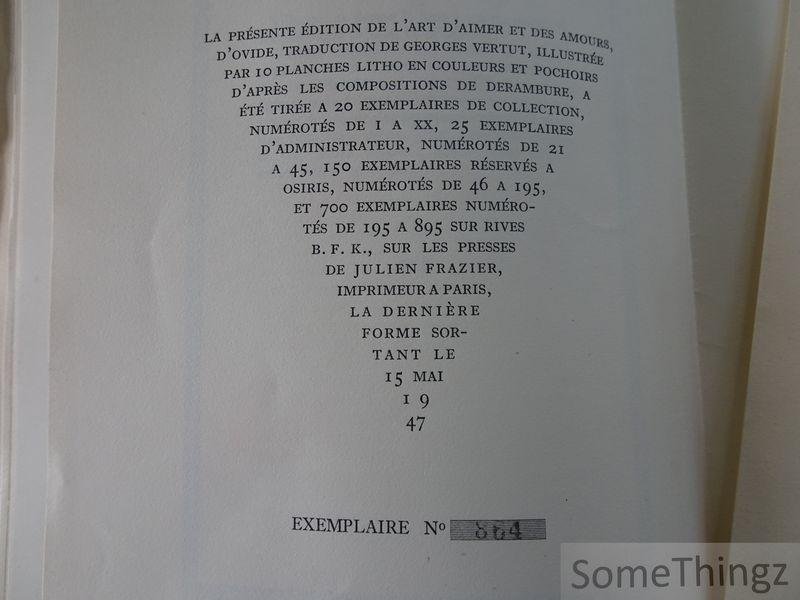 LA PRÉSENTE ÉDITION DE L'ART D'AIMER ET DES AMOURS,
D'OVIDE, TRADUCTION DE GEORGES VERTUT, ILLUSTRÉE
PAR 10 PLANCHES LITHO EN COULEURS ET POCHOIRS
D'APRÈS LES COMPOSITIONS DE DERAMBURE, A
ÉTÉ TIRÉE A 20 EXEMPLAIRES DE COLLECTION,
NUMÉROTÉS DE I A XX, 25 EXEMPLAIRES
D'ADMINISTRATEUR, NUMÉROTÉS DE 21
A 45, 150 EXEMPLAIRES RÉSERVÉS A
OSIRIS, NUMÉROTÉS DE 46 A 195,
ET 700 EXEMPLAIRES NUMÉRO-
TÉS DE 195 A 895 SUR RIVES
B. F. K., SUR LES PRESSES
DE JULIEN FRAZIER,
IMPRIMEUR A PARIS,
LA DERNIÈRE
FORME SOR-
TANT LE
15 MAI
19
47
EXEMPLAIRE Nº 864
SomeThingz